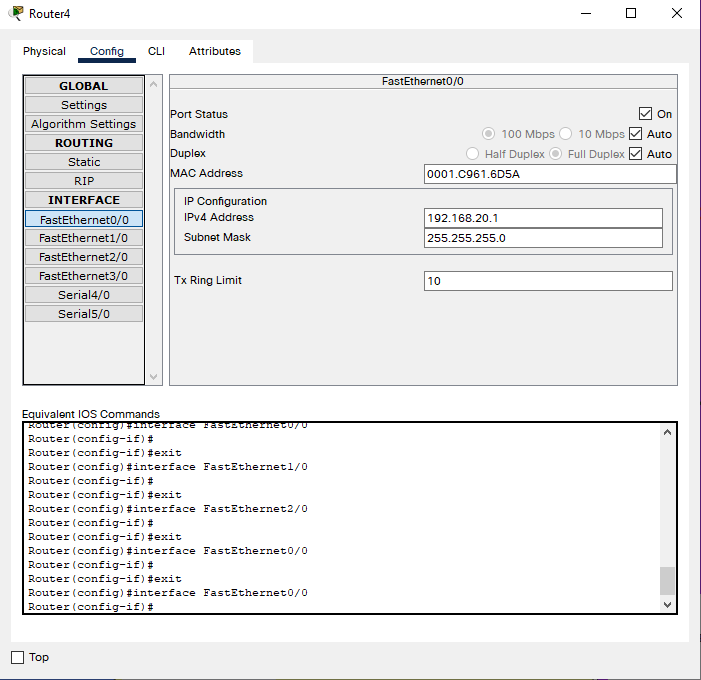 Router4
Physical Config CLI Attributes
GLOBAL
Settings
Algorithm Settings
ROUTING
Static
RIP
INTERFACE
FastEthernet0/0
FastEthernet1/0
FastEthernet2/0
FastEthernet3/0
Serial4/0
Serial5/0
FastEthernet0/0
Port Status On
Bandwidth 100 Mbps 10 Mbps Auto
Duplex Half Duplex Full Duplex Auto
MAC Address 0001.C961.6D5A
IP Configuration
IPv4 Address 192.168.20.1
Subnet Mask 255.255.255.0
Tx Ring Limit 10
Equivalent IOS Commands
Router(config)#interface FastEthernet0/0
Router(config-if)#
Router(config-if)#exit
Router(config)#interface FastEthernet1/0
Router(config-if)#
Router(config-if)#exit
Router(config)#interface FastEthernet2/0
Router(config-if)#
Router(config-if)#exit
Router(config)#interface FastEthernet0/0
Router(config-if)#
Router(config-if)#exit
Router(config)#interface FastEthernet0/0
Router(config-if)#
Top